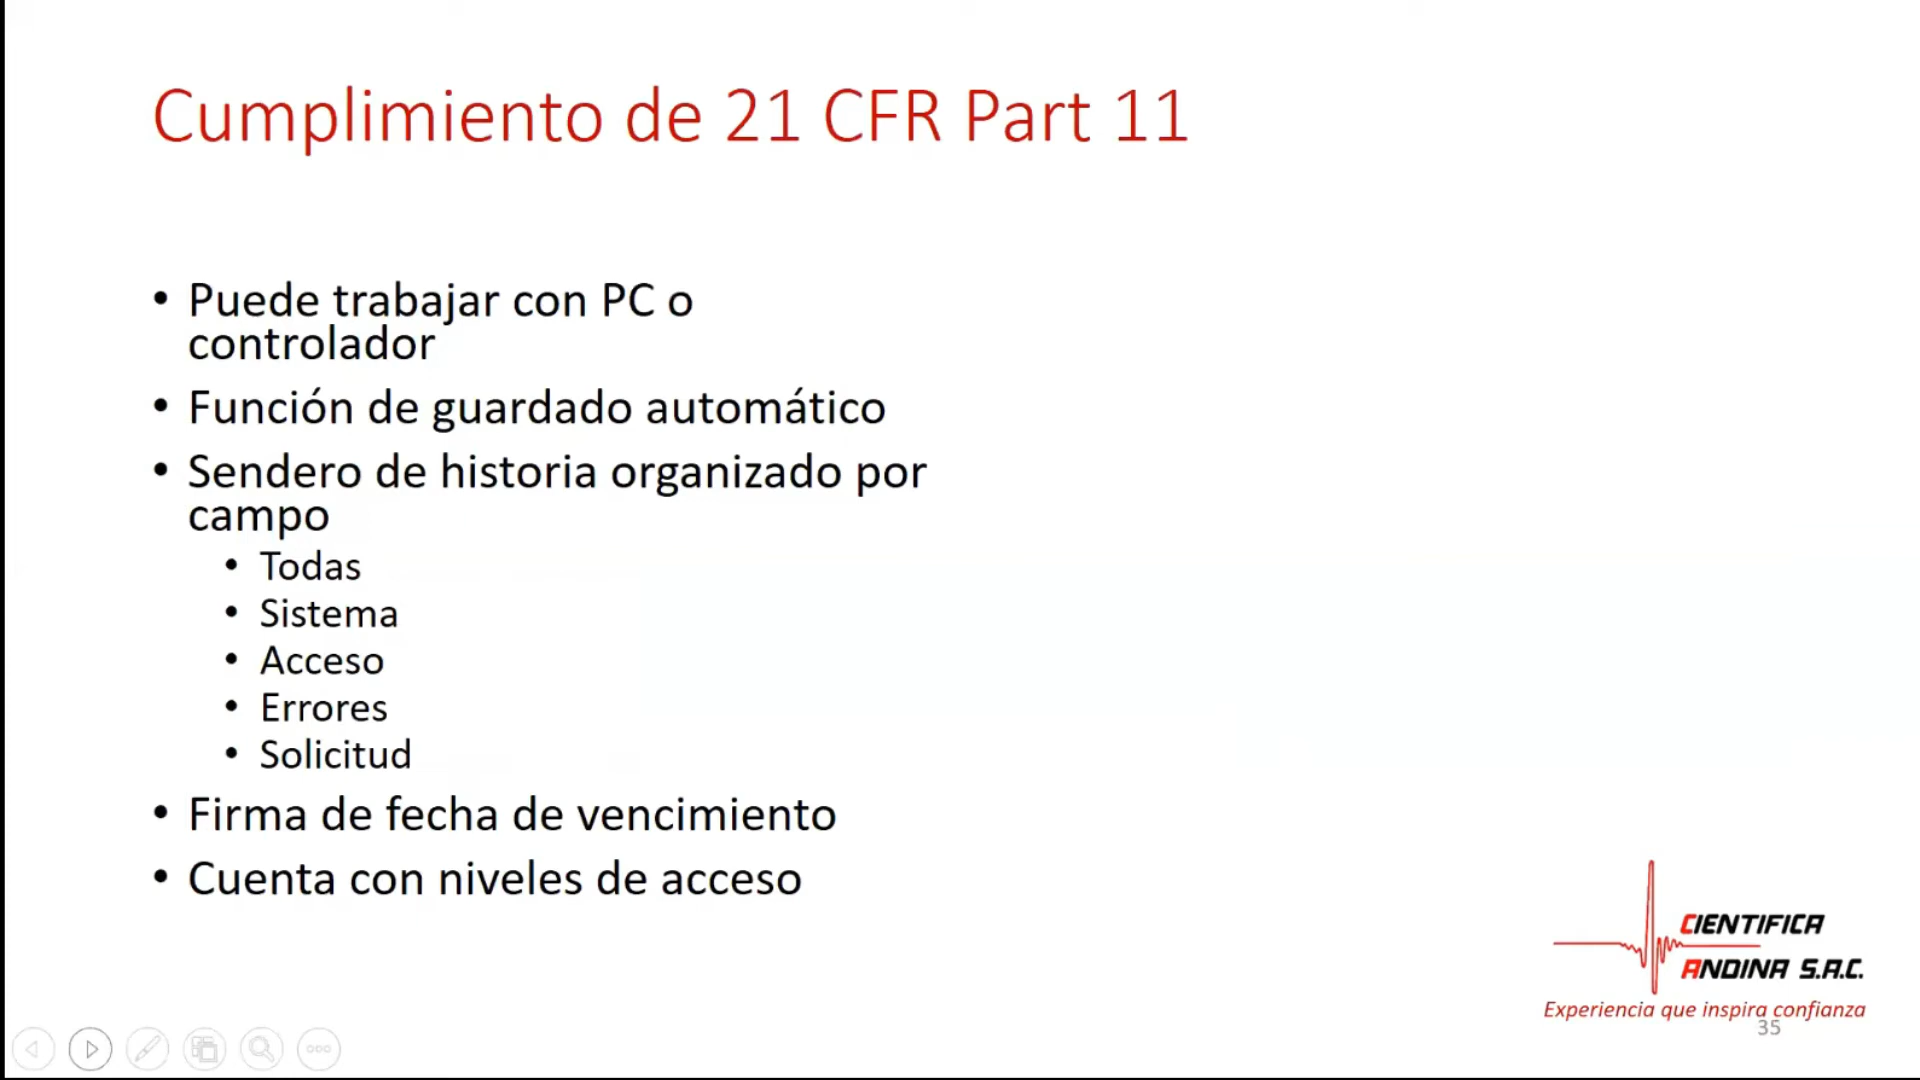 Cumplimiento de 21 CFR Part 11
• Puede trabajar con PC o
controlador
• Función de guardado automático
• Sendero de historia organizado por
campo
• Todas
• Sistema
• Acceso
• Errores
• Solicitud
• Firma de fecha de vencimiento
• Cuenta con niveles de acceso
CIENTIFICA
ANDINA S.A.C.
Experiencia que inspira confianza
35